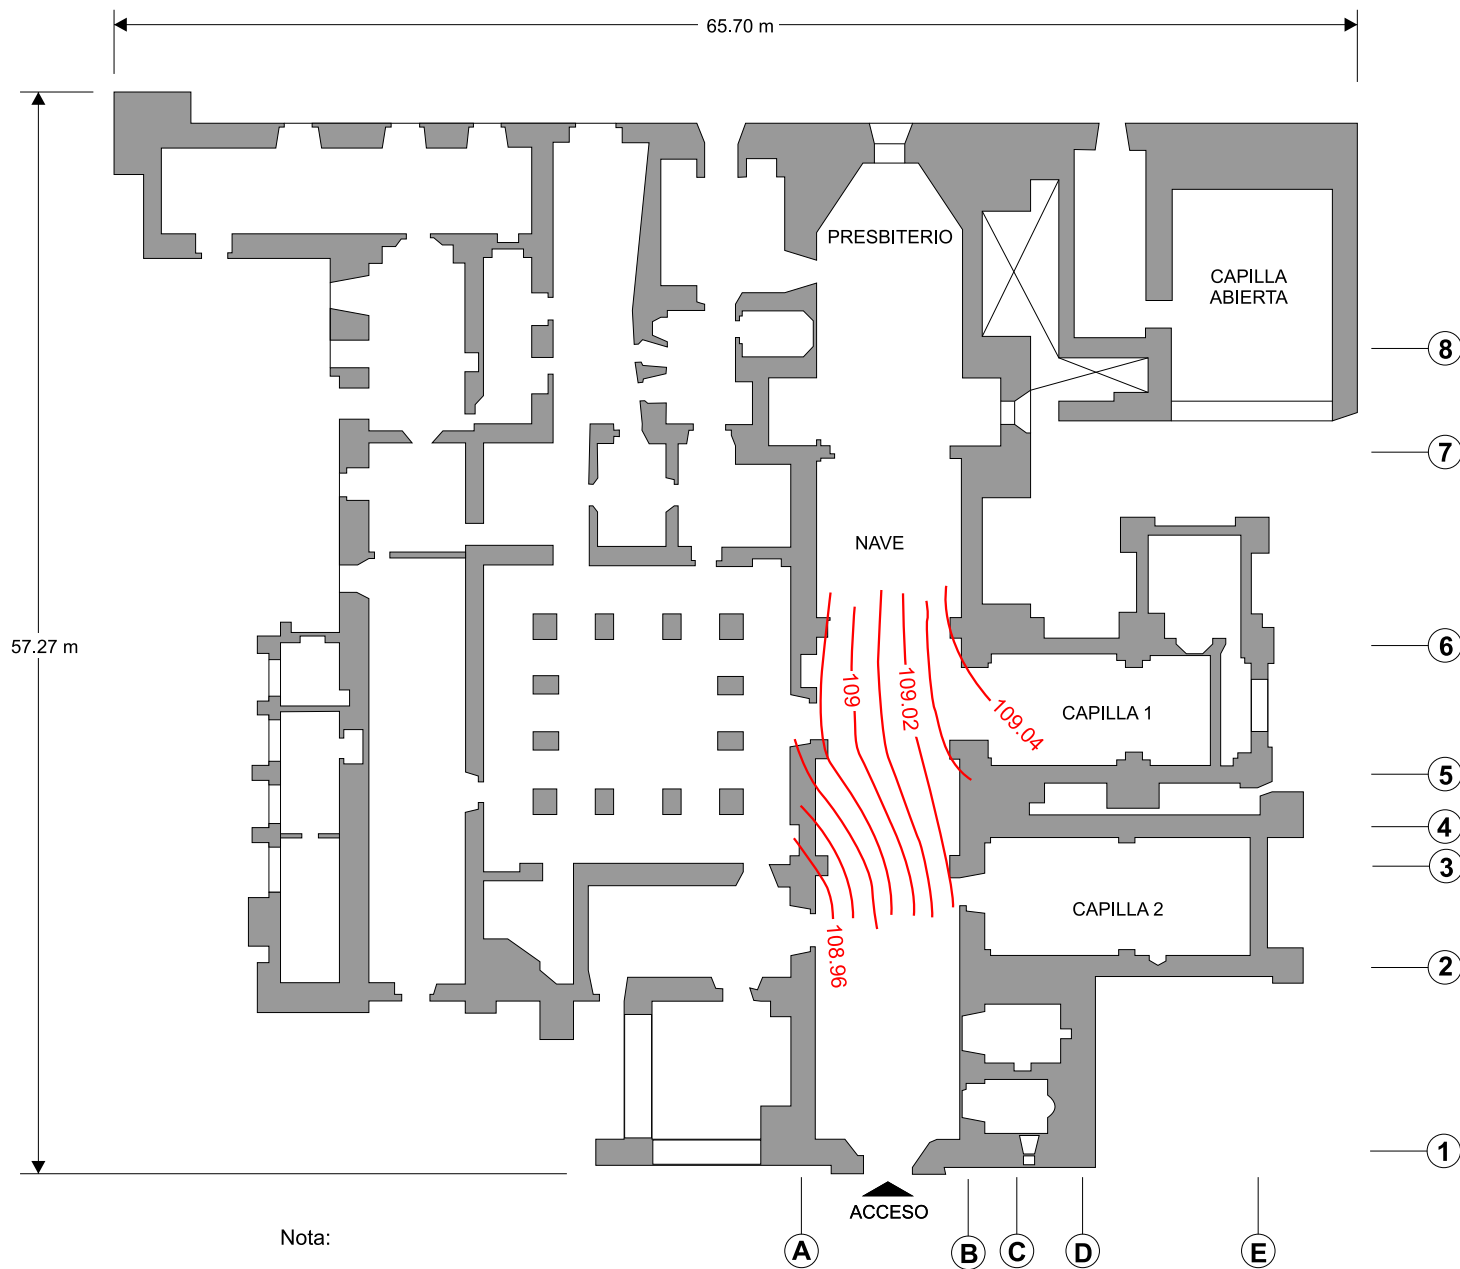 65.70 m
PRESBITERIO
CAPILLA
ABIERTA
8
7
NAVE
57.27 m
6
109
109.02
109.04
CAPILLA 1
5
4
3
CAPILLA 2
108.96
2
1
ACCESO
Nota:
A
B
C
D
E